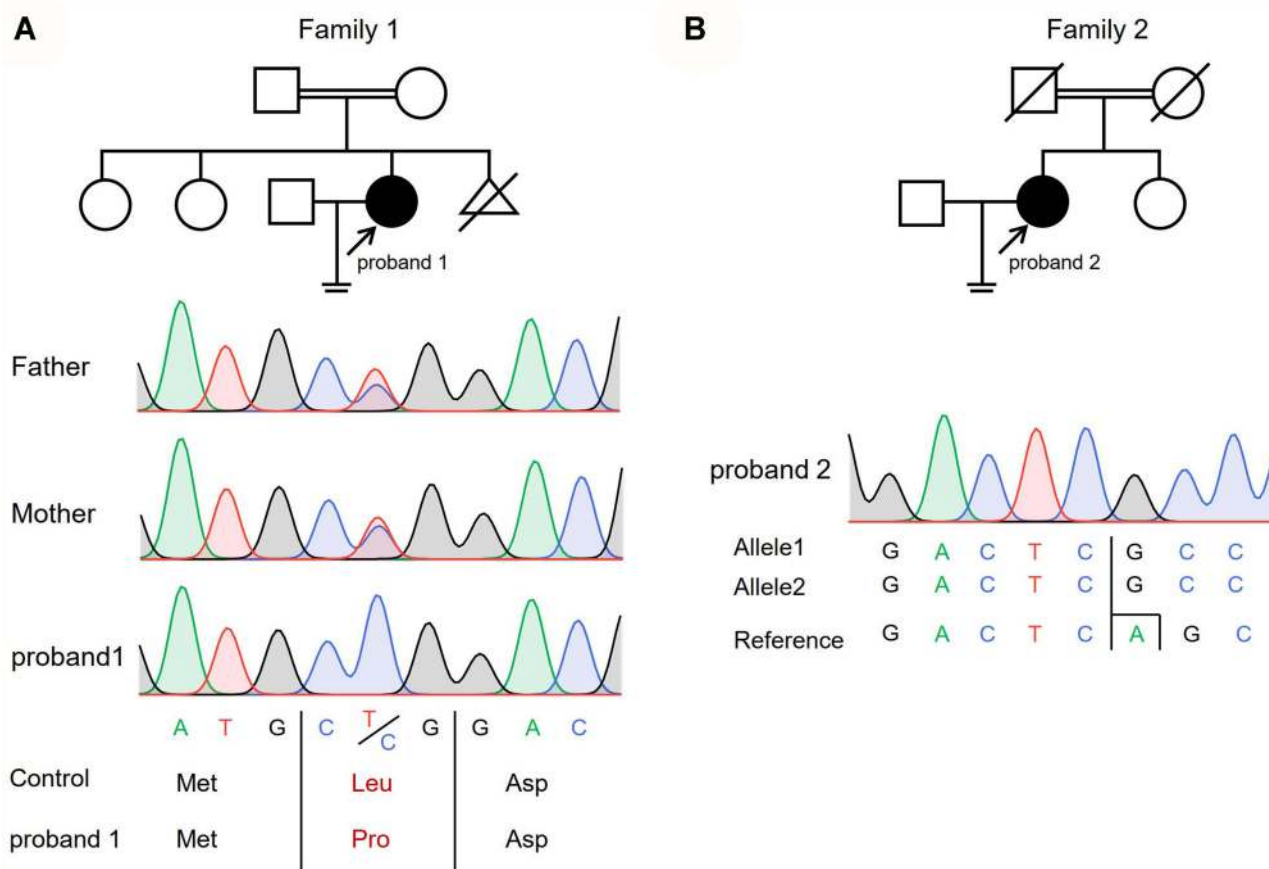 A
Family 1
proband 1
Father
Mother
proband1
A T G C T/C G G A C
Control Met Leu Asp
proband 1 Met Pro Asp
B
Family 2
proband 2
proband 2
Allele1 G A C T C G C C
Allele2 G A C T C G C C
Reference G A C T C A G C